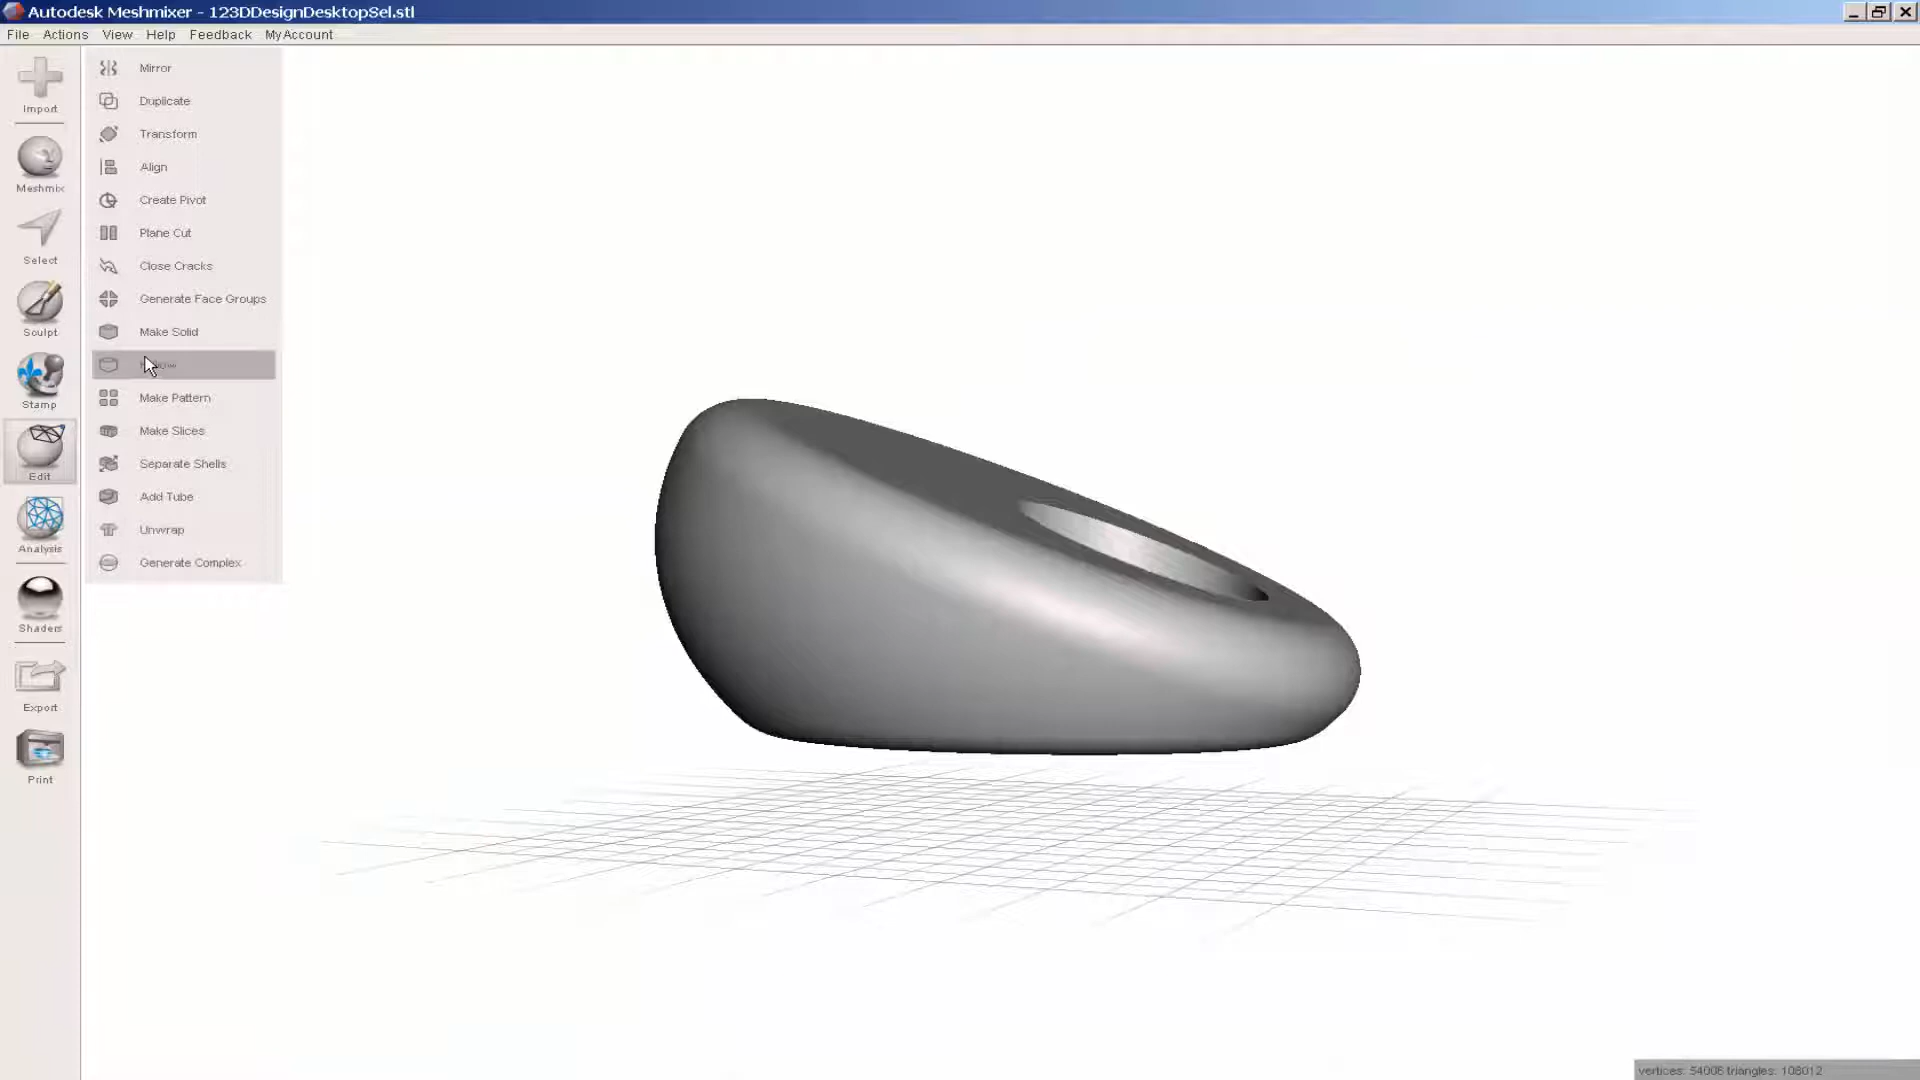 Autodesk Meshmixer - 123DDesignDesktopSel.stl
File Actions View Help Feedback MyAccount
Import
Meshmix
Select
Sculpt
Stamp
Edit
Analysis
Shaders
Export
Print
Mirror
Duplicate
Transform
Align
Create Pivot
Plane Cut
Close Cracks
Generate Face Groups
Make Solid
Make Pattern
Make Slices
Separate Shells
Add Tube
Unwrap
Generate Complex
vertices: 54006 triangles: 108012